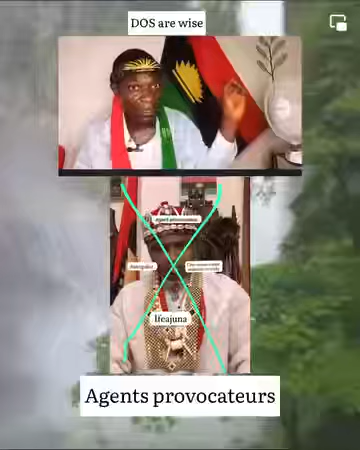 DOS are wise
Agent provocateur
Ifeajuna
Agents provocateurs